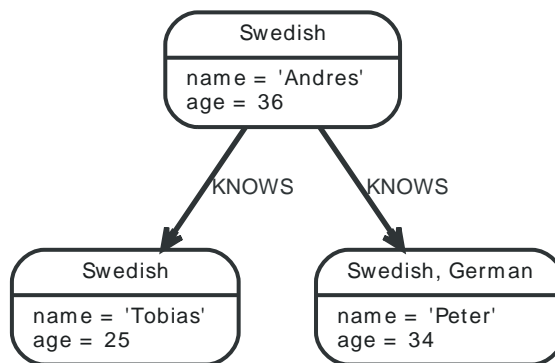 Swedish
name = 'Andres'
age = 36
KNOWS
KNOWS
Swedish
name = 'Tobias'
age = 25
Swedish, German
name = 'Peter'
age = 34